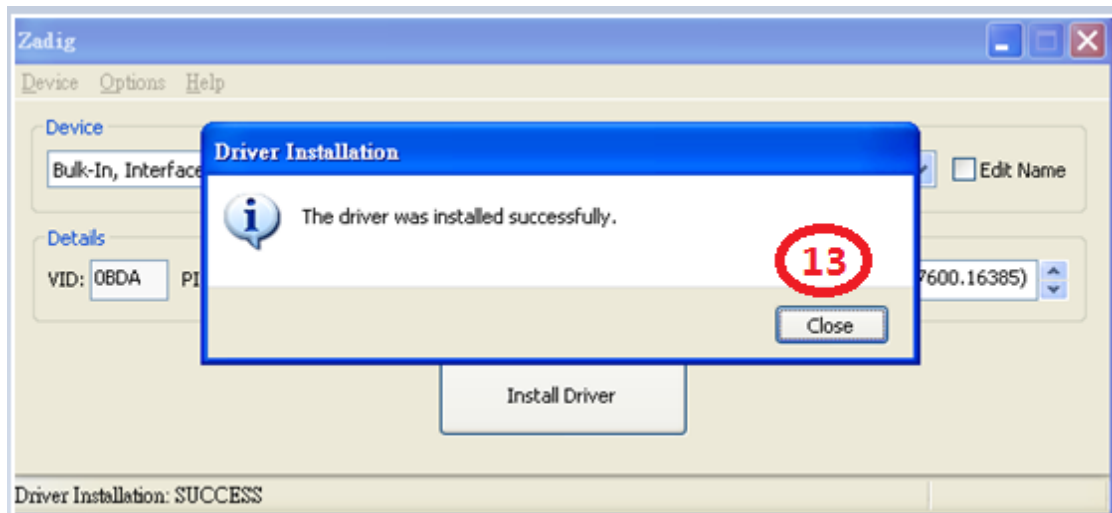 Zadig
Device Options Help
Device
Bulk-In, Interface
Edit Name
Driver Installation
The driver was installed successfully.
Details
VID: 0BDA PI
7600.16385)
13
Close
Install Driver
Driver Installation: SUCCESS